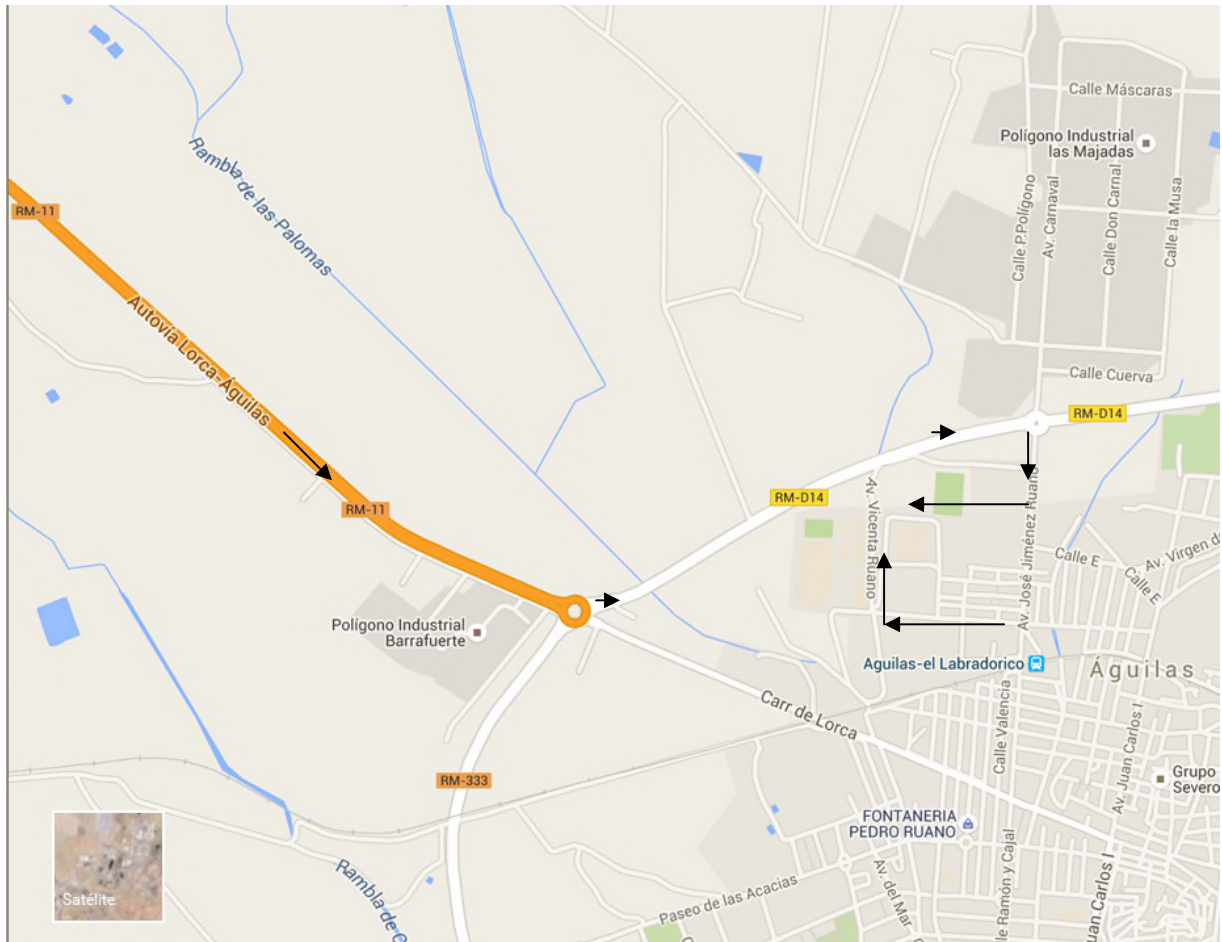 Calle Máscaras
Polígono Industrial
las Majadas
Calle P.Polígono
Av. Carnaval
Calle Don Carnal
Calle la Musa
Rambla de las Palomas
RM-11
Autovía Lorca-Águilas
Calle Cuerva
RM-D14
RM-D14
RM-11
Av. Vicenta Ruano
Av. José Jiménez Ruano
Calle E
Calle E
Av. Virgen de
Polígono Industrial
Barrafuerte
Aguilas-el Labradorico
Águilas
Carr de Lorca
Calle Valencia
Av. Juan Carlos I
RM-333
Grupo
Severo
FONTANERIA
PEDRO RUANO
Satélite
Rambla de
Paseo de las Acacias
Av. del Mar
lle Ramón y Cajal
uan Carlos I